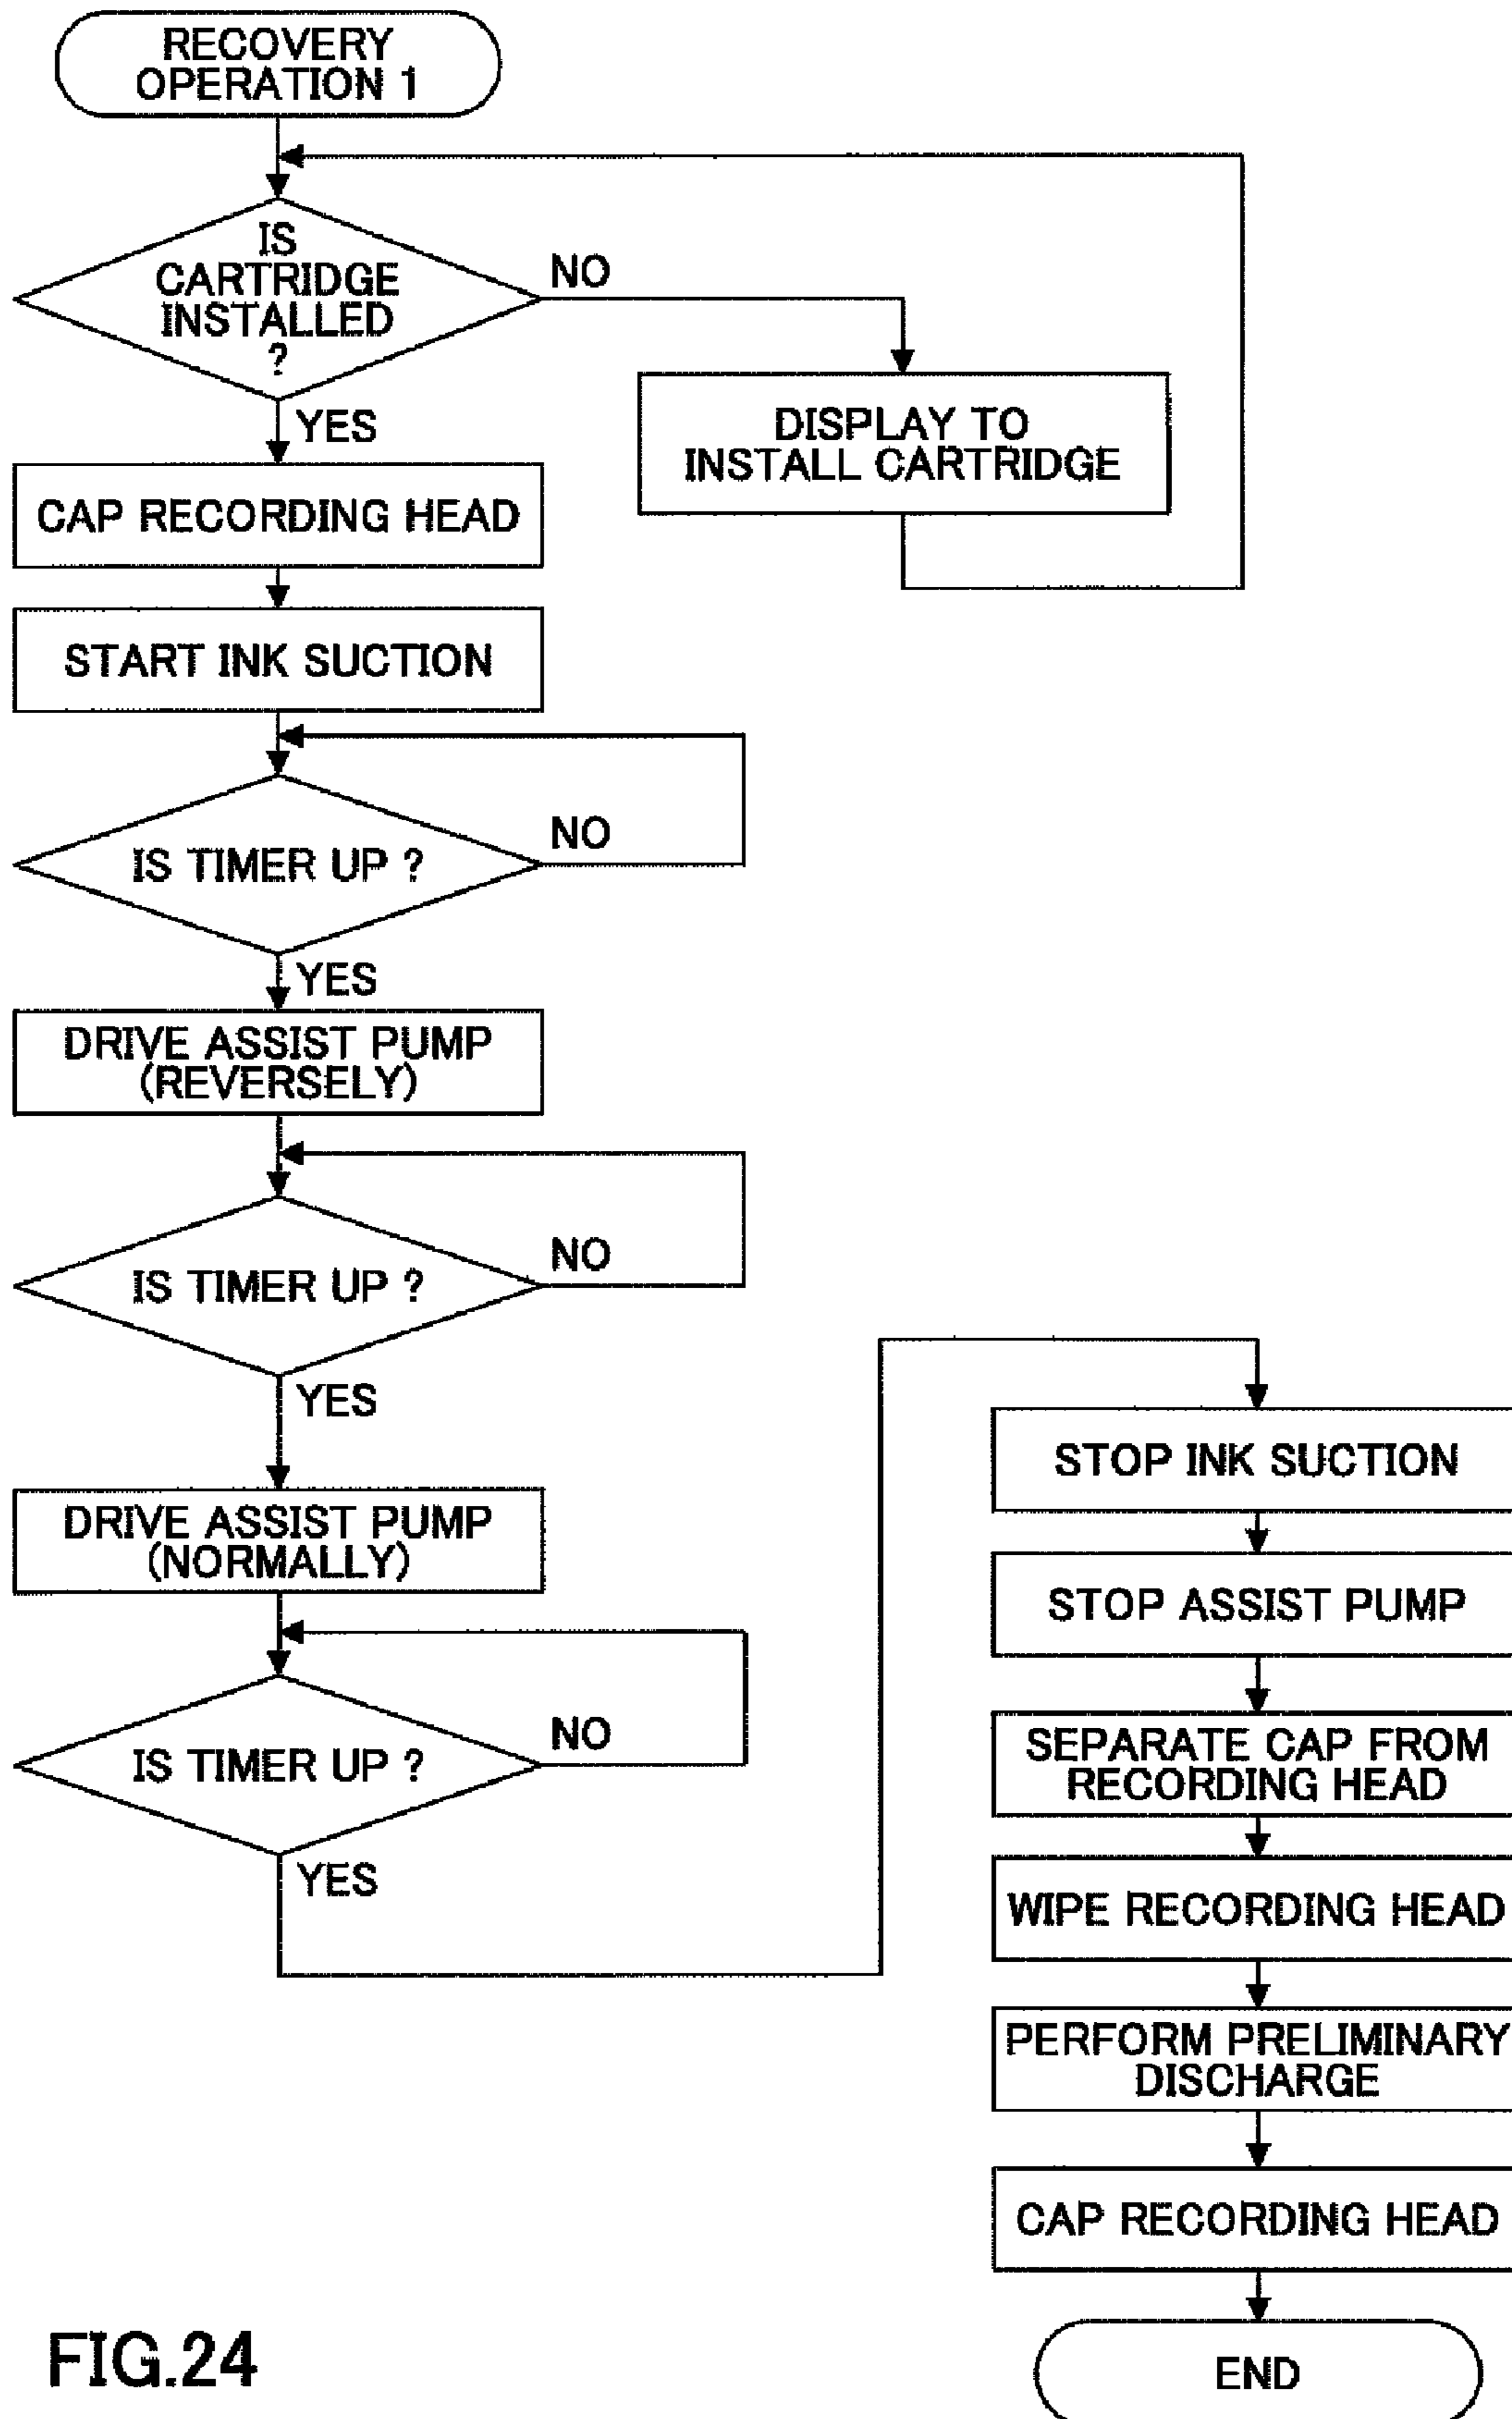 RECOVERY
OPERATION 1
IS
CARTRIDGE
INSTALLED
?
NO
YES
DISPLAY TO
INSTALL CARTRIDGE
CAP RECORDING HEAD
START INK SUCTION
IS TIMER UP ?
NO
YES
DRIVE ASSIST PUMP
(REVERSELY)
IS TIMER UP ?
NO
YES
DRIVE ASSIST PUMP
(NORMALLY)
IS TIMER UP ?
NO
YES
STOP INK SUCTION
STOP ASSIST PUMP
SEPARATE CAP FROM
RECORDING HEAD
WIPE RECORDING HEAD
PERFORM PRELIMINARY
DISCHARGE
CAP RECORDING HEAD
END
FIG.24